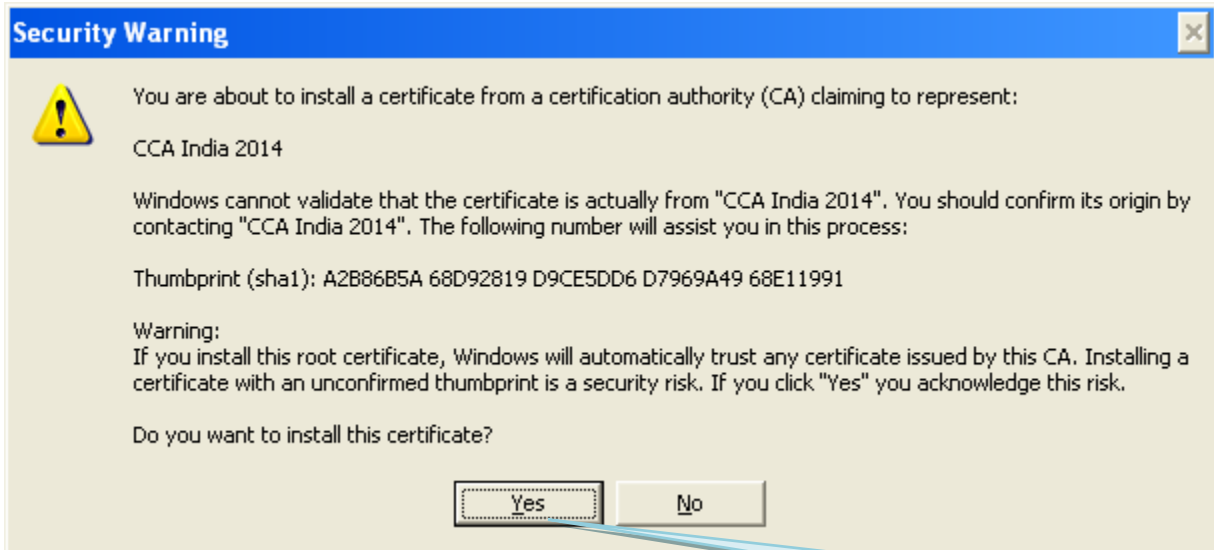 Security Warning
You are about to install a certificate from a certification authority (CA) claiming to represent:
CCA India 2014
Windows cannot validate that the certificate is actually from "CCA India 2014". You should confirm its origin by
contacting "CCA India 2014". The following number will assist you in this process:
Thumbprint (sha1): A2B86B5A 68D92819 D9CE5DD6 D7969A49 68E11991
Warning:
If you install this root certificate, Windows will automatically trust any certificate issued by this CA. Installing a
certificate with an unconfirmed thumbprint is a security risk. If you click "Yes" you acknowledge this risk.
Do you want to install this certificate?
Yes No